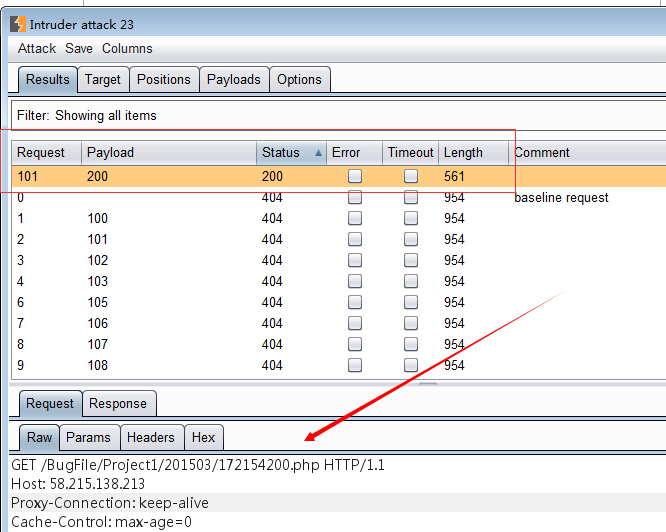 Intruder attack 23
Attack Save Columns
Results Target Positions Payloads Options
Filter: Showing all items
Request Payload Status Error Timeout Length Comment
101 200 200 561
0 404 954 baseline request
1 100 404 954
2 101 404 954
3 102 404 954
4 103 404 954
6 105 404 954
7 106 404 954
8 107 404 954
9 108 404 954
Request Response
Raw Params Headers Hex
GET /BugFile/Project1/201503/172154200.php HTTP/1.1
Host: 58.215.138.213
Proxy-Connection: keep-alive
Cache-Control: max-age=0